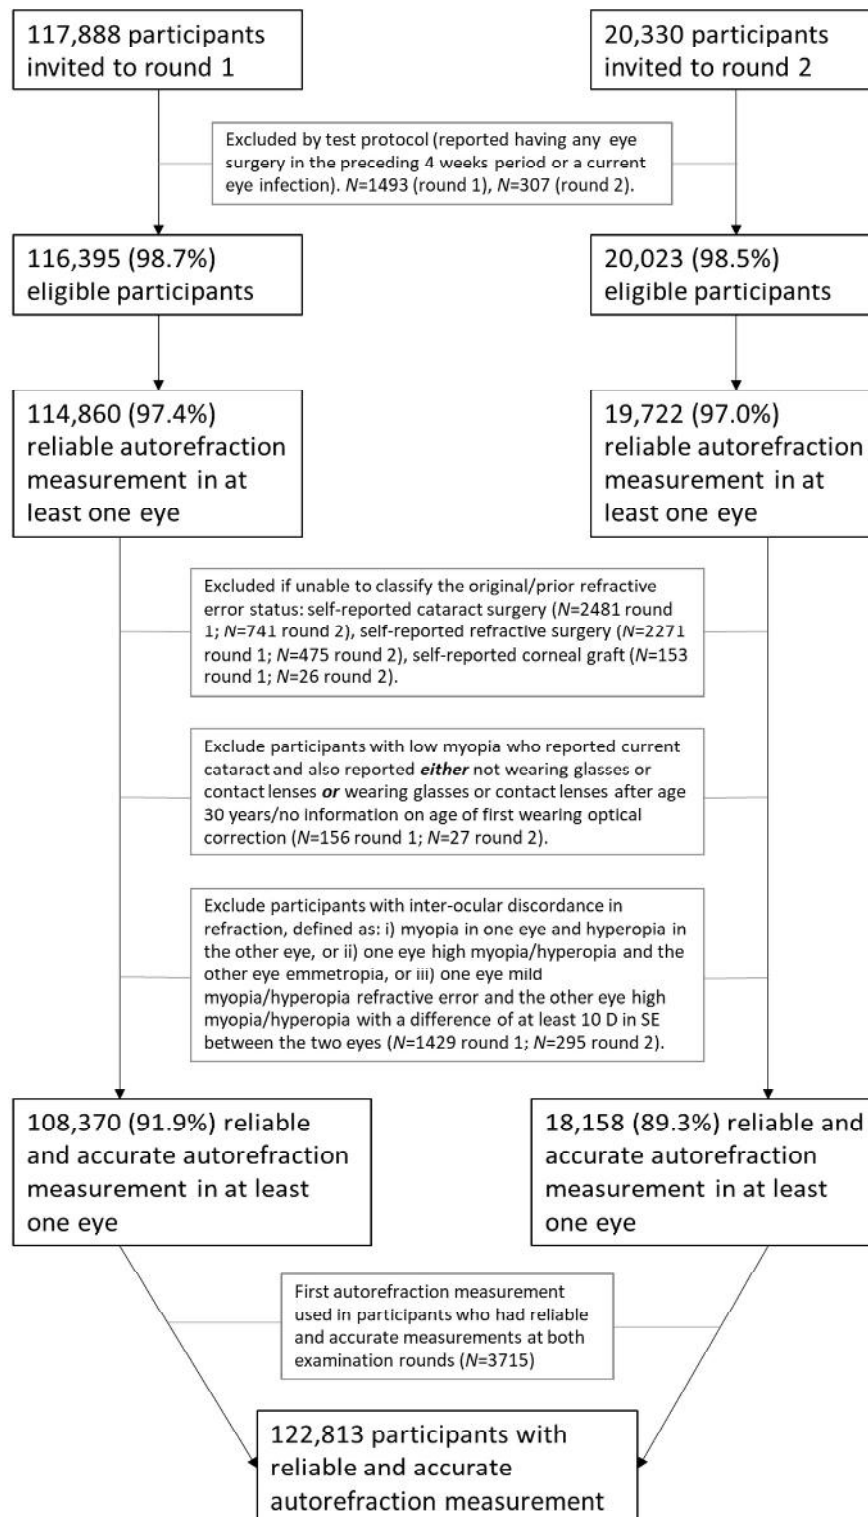 117,888 participants
invited to round 1
20,330 participants
invited to round 2
Excluded by test protocol (reported having any eye
surgery in the preceding 4 weeks period or a current
eye infection). N=1493 (round 1), N=307 (round 2).
116,395 (98.7%)
eligible participants
20,023 (98.5%)
eligible participants
114,860 (97.4%)
reliable autorefraction
measurement in at
least one eye
19,722 (97.0%)
reliable autorefraction
measurement in at
least one eye
Excluded if unable to classify the original/prior refractive
error status: self-reported cataract surgery (N=2481 round
1; N=741 round 2), self-reported refractive surgery (N=2271
round 1; N=475 round 2), self-reported corneal graft (N=153
round 1; N=26 round 2).
Exclude participants with low myopia who reported current
cataract and also reported either not wearing glasses or
contact lenses or wearing glasses or contact lenses after age
30 years/no information on age of first wearing optical
correction (N=156 round 1; N=27 round 2).
Exclude participants with inter-ocular discordance in
refraction, defined as: i) myopia in one eye and hyperopia in
the other eye, or ii) one eye high myopia/hyperopia and the
other eye emmetropia, or iii) one eye mild
myopia/hyperopia refractive error and the other eye high
myopia/hyperopia with a difference of at least 10 D in SE
between the two eyes (N=1429 round 1; N=295 round 2).
108,370 (91.9%) reliable
and accurate autorefraction
measurement in at least
one eye
18,158 (89.3%) reliable and
accurate autorefraction
measurement in at least
one eye
First autorefraction measurement
used in participants who had reliable
and accurate measurements at both
examination rounds (N=3715)
122,813 participants with
reliable and accurate
autorefraction measurement